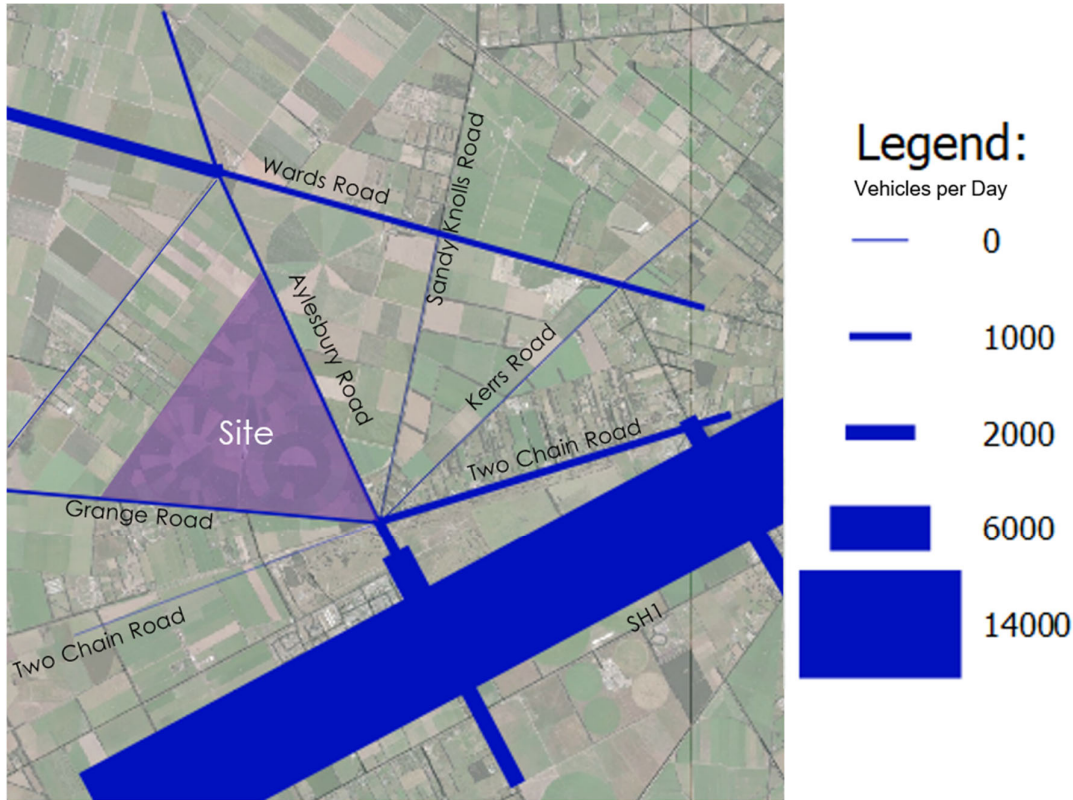 Wards Road
Sandy Knolls Road
Aylesbury Road
Kerrs Road
Site
Two Chain Road
Grange Road
Two Chain Road
SH1
Legend:
Vehicles per Day
0
1000
2000
6000
14000